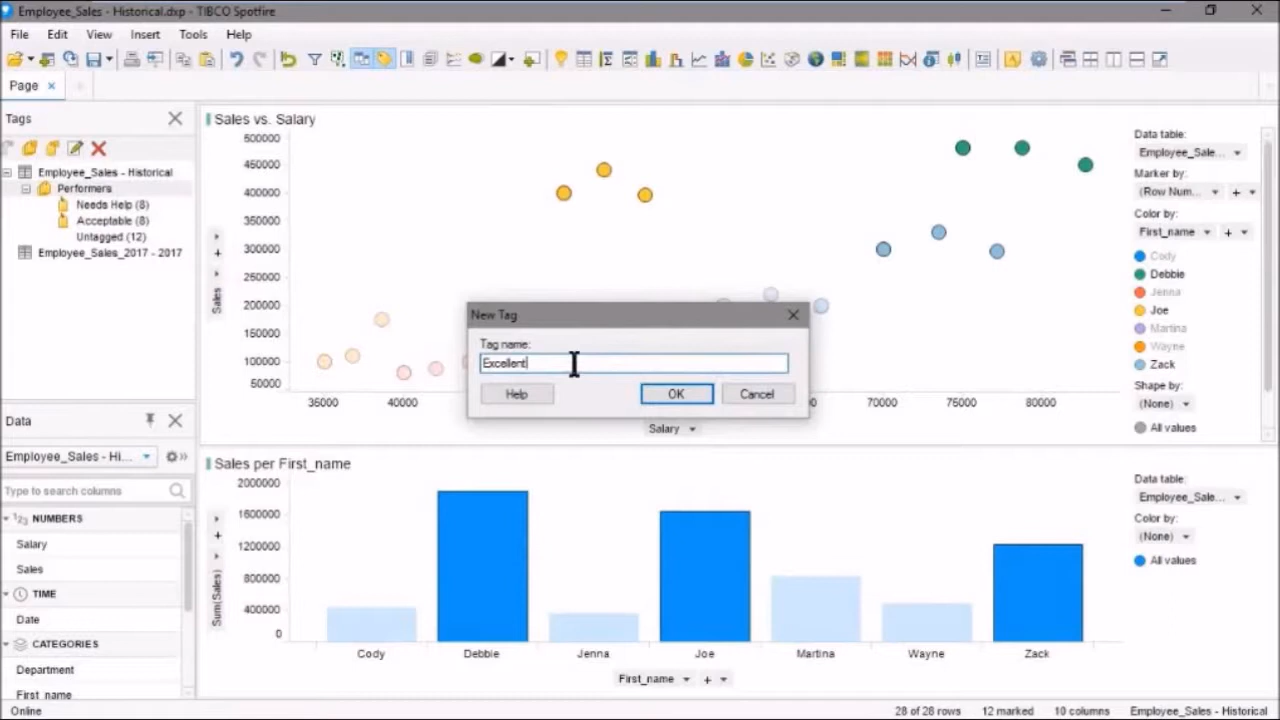 Employee_Sales - Historical.dxp - TIBCO Spotfire
File Edit View Insert Tools Help
Page
Tags
Employee_Sales - Historical
Performers
Needs Help (8)
Acceptable (8)
Untagged (12)
Employee_Sales_2017 - 2017
Data
Employee_Sales - Hi...
Type to search columns
NUMBERS
Salary
Sales
TIME
Date
CATEGORIES
Department
First_name
Sales vs. Salary
500000
450000
400000
350000
300000
250000
200000
150000
100000
50000
Sales
35000 40000 70000 75000 80000
Salary
Data table:
Employee_Sale...
Marker by:
(Row Num...
Color by:
First_name
Cody
Debbie
Jenna
Joe
Martina
Wayne
Zack
Shape by:
(None)
All values
New Tag
Tag name:
Excellent
Help OK Cancel
Sales per First_name
2000000
1600000
1200000
800000
400000
0
Sum(Sales)
Cody Debbie Jenna Joe Martina Wayne Zack
First_name
Data table:
Employee_Sale...
Color by:
(None)
All values
Online 28 of 28 rows 12 marked 10 columns Employee_Sales - Historical